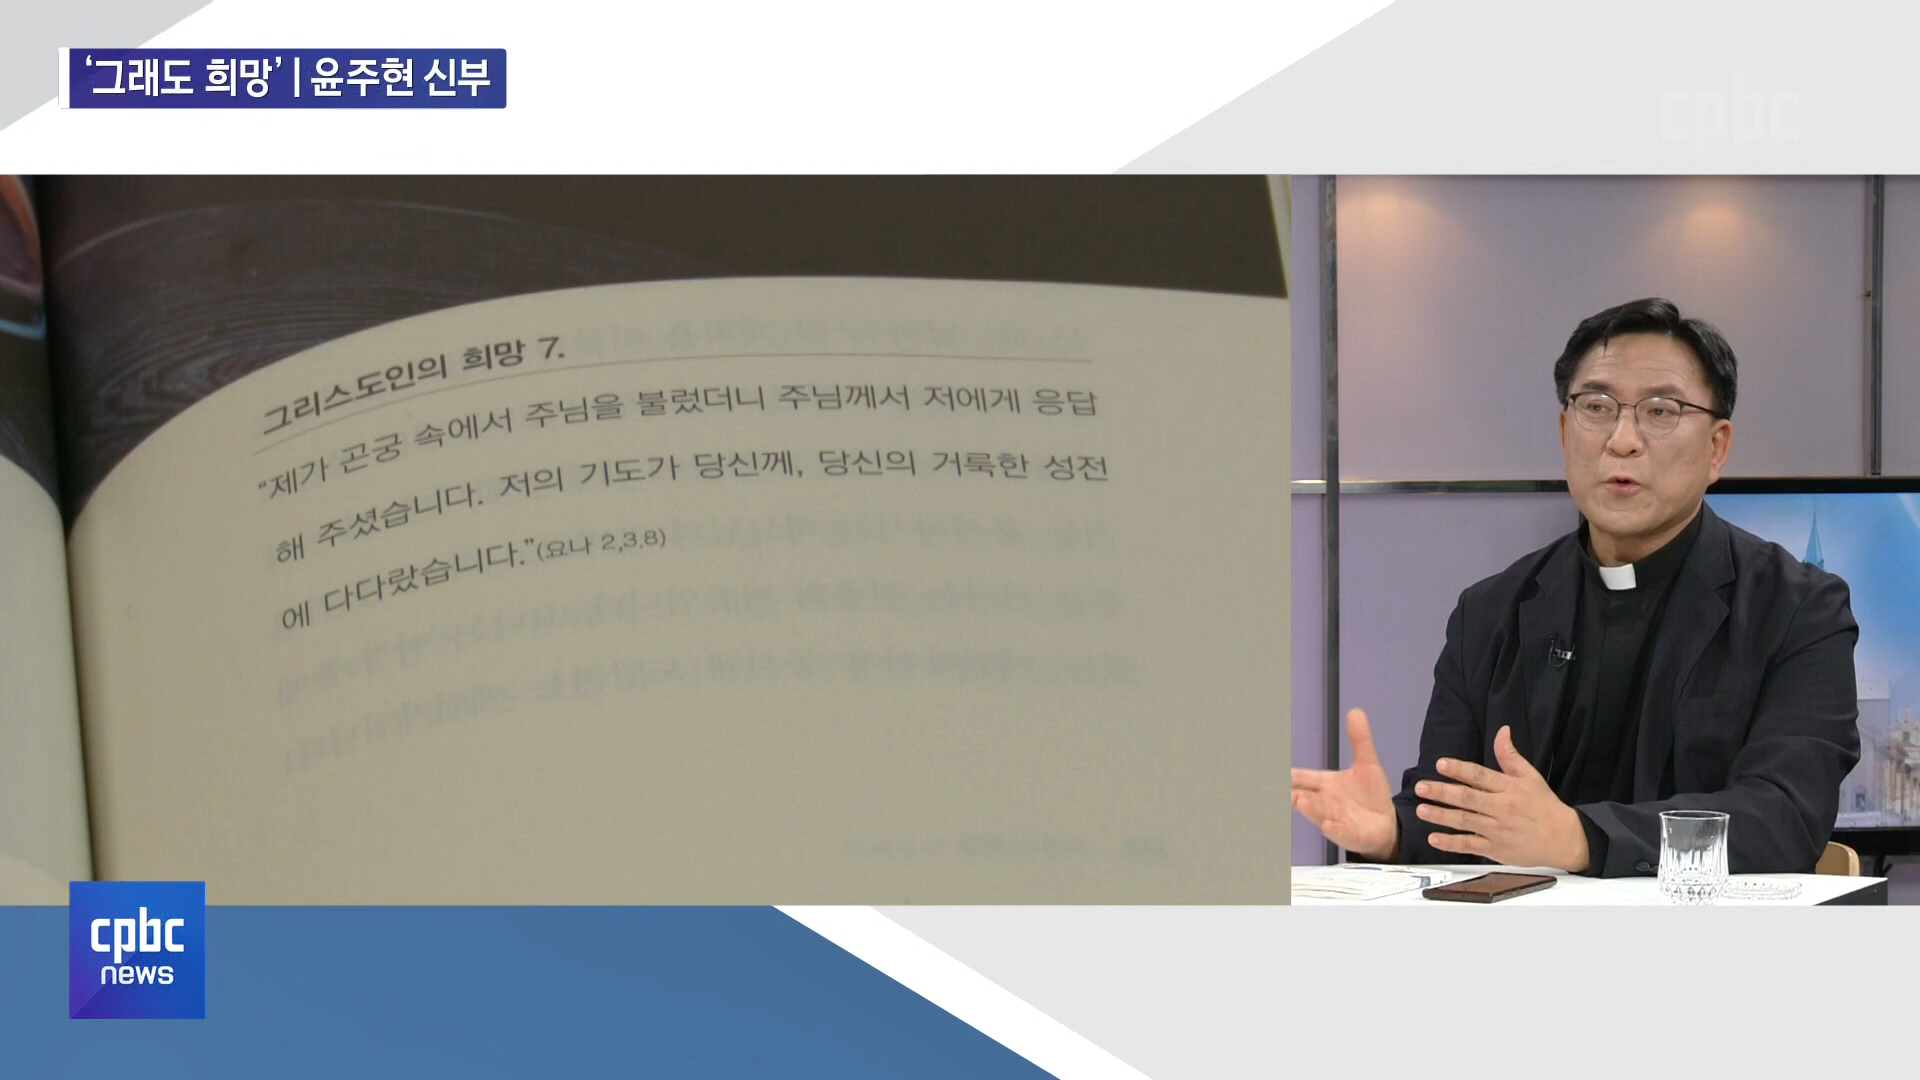 ‘그래도 희망’ | 윤주현 신부
cpbc
그리스도인의 희망 7.
“제가 곤궁 속에서 주님을 불렀더니 주님께서 저에게 응답
해 주셨습니다. 저의 기도가 당신께, 당신의 거룩한 성전
에 다다랐습니다.”(요나 2,3.8)
cpbc
news